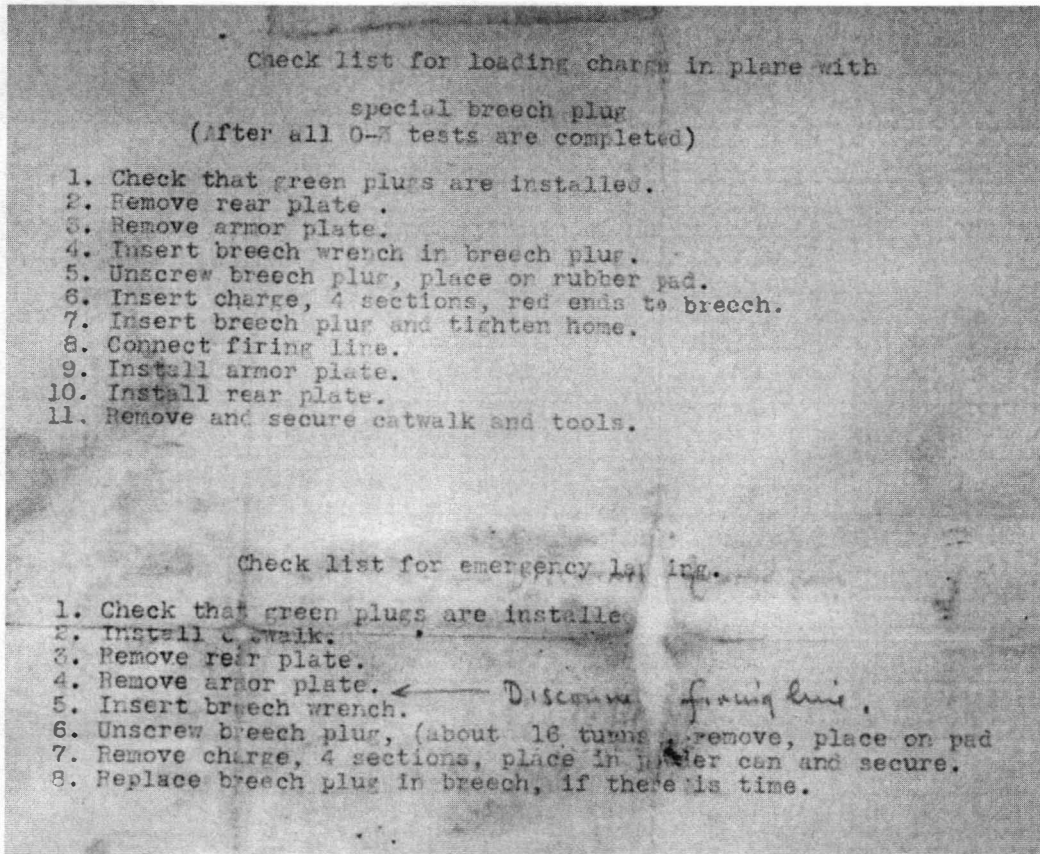 Check list for loading charge in plane with
special breech plug
(After all 0-3 tests are completed)
1. Check that green plugs are installed.
2. Remove rear plate .
3. Remove armor plate.
4. Insert breech wrench in breech plug.
5. Unscrew breech plug, place on rubber pad.
6. Insert charge, 4 sections, red ends to breech.
7. Insert breech plug and tighten home.
8. Connect firing line.
9. Install armor plate.
10. Install rear plate.
11. Remove and secure catwalk and tools.
Check list for emergency
1. Check that green plugs are installe
2. Install
3. Remove rear plate.
4. Remove armor plate. ← Disconne firing line.
5. Insert breech wrench.
6. Unscrew breech plug, (about 16 turns remove, place on pad
7. Remove charge, 4 sections, place in can and secure.
8. Replace breech plug in breech, if there is time.